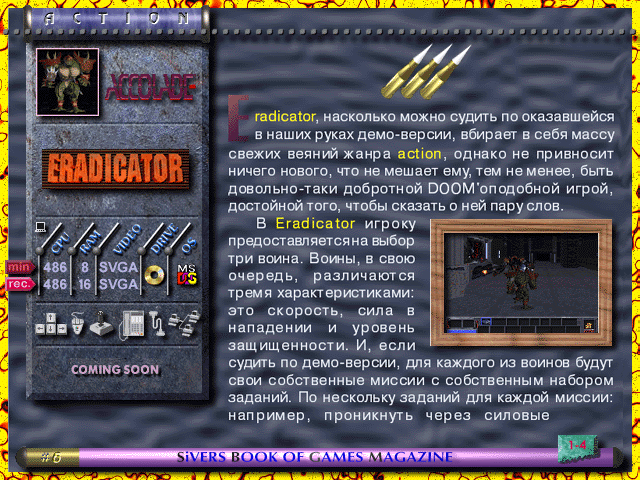 ACTION
ACCOLADE
ERADICATOR
CPU RAM VIDEO DRIVE OS
min 486 8 SVGA MS
rec. 486 16 SVGA
COMING SOON
Eradicator, насколько можно судить по оказавшейся
в наших руках демо-версии, вбирает в себя массу
свежих веяний жанра action, однако не привносит
ничего нового, что не мешает ему, тем не менее, быть
довольно-таки добротной DOOM'оподобной игрой,
достойной того, чтобы сказать о ней пару слов.
В Eradicator игроку
предоставляется на выбор
три воина. Воины, в свою
очередь, различаются
тремя характеристиками:
это скорость, сила в
нападении и уровень
защищенности. И, если
судить по демо-версии, для каждого из воинов будут
свои собственные миссии с собственным набором
заданий. По нескольку заданий для каждой миссии:
например, проникнуть через силовые
#6
SiVERS BOOK OF GAMES MAGAZINE
1-4